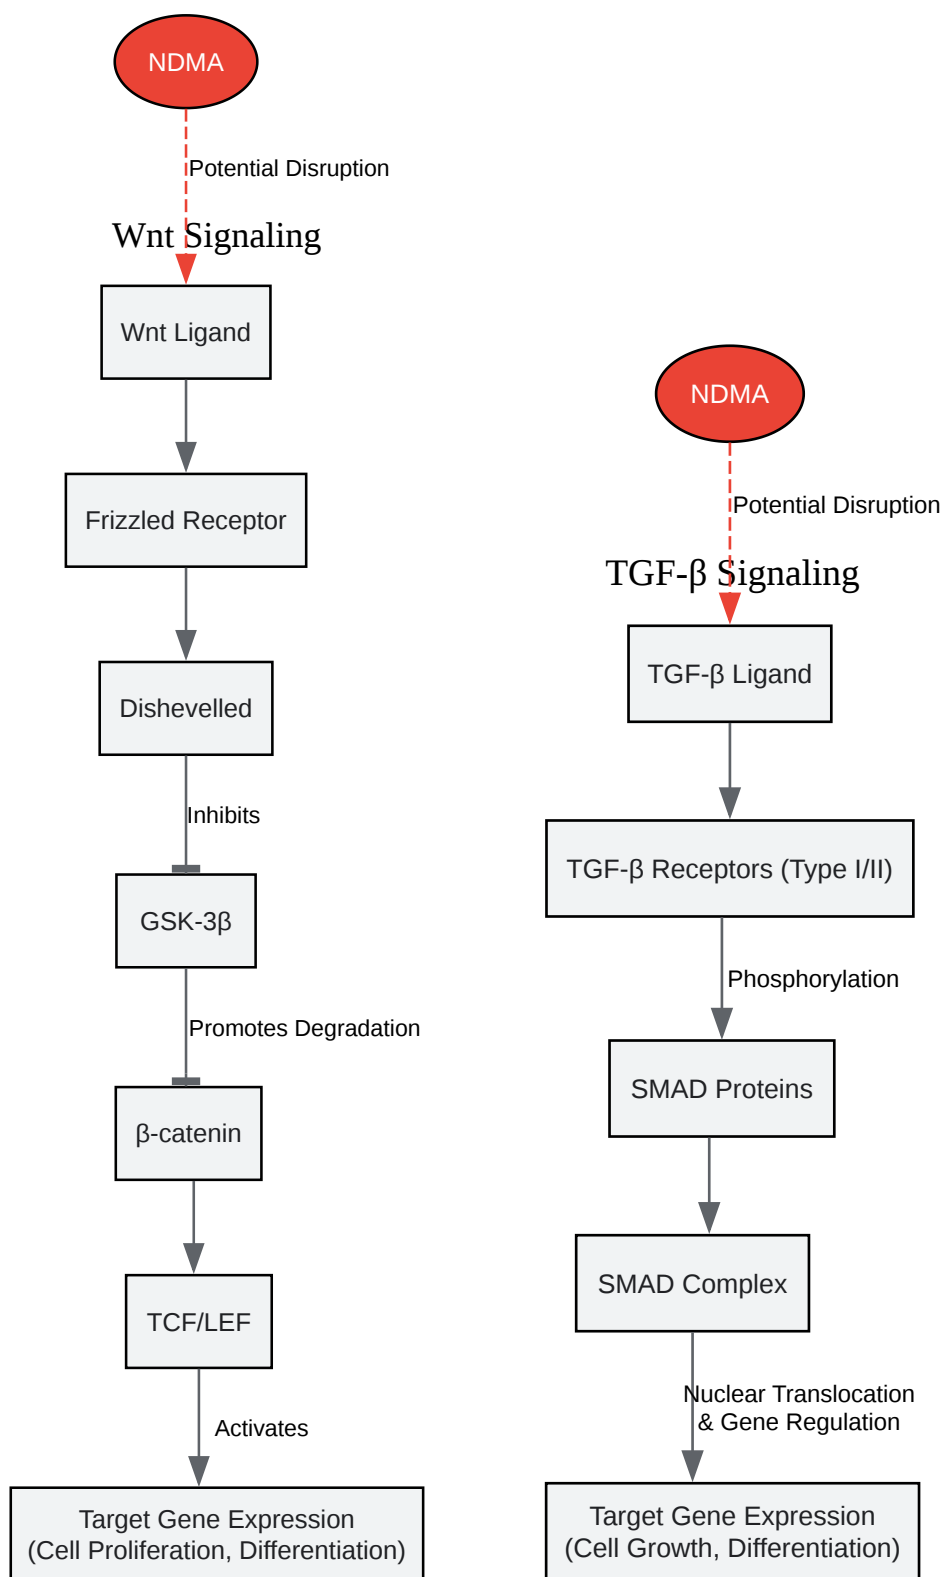 NDMA
Potential Disruption
Wnt Signaling
Wnt Ligand
Frizzled Receptor
Dishevelled
Inhibits
GSK-3β
Promotes Degradation
β-catenin
TCF/LEF
Activates
Target Gene Expression
(Cell Proliferation, Differentiation)
NDMA
Potential Disruption
TGF-β Signaling
TGF-β Ligand
TGF-β Receptors (Type I/II)
Phosphorylation
SMAD Proteins
SMAD Complex
Nuclear Translocation
& Gene Regulation
Target Gene Expression
(Cell Growth, Differentiation)